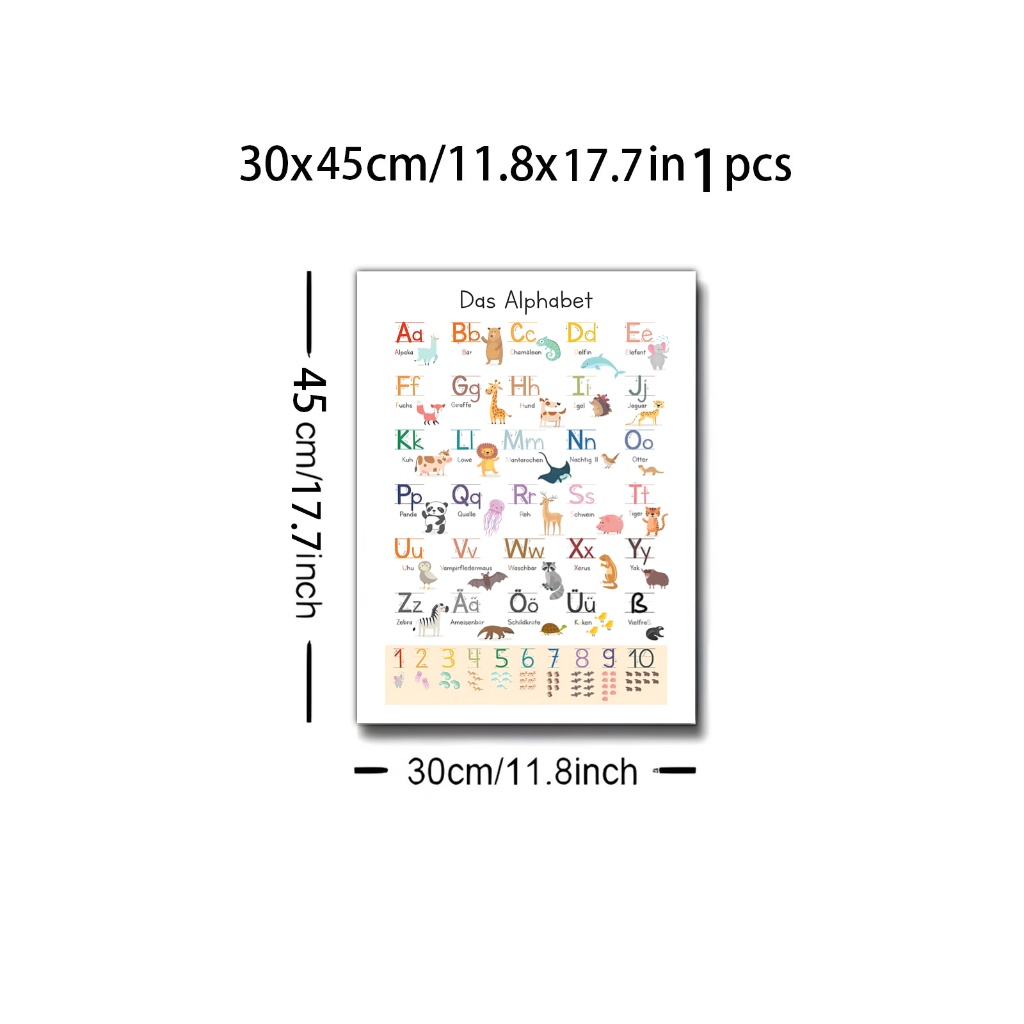 30x45cm/11.8x17.7in 1 pcs
45cm/17.7inch
Das Alphabet
Aa Bb Cc Dd Ee
Alpaka Bär Chamäleon Delfin Elefant
Ff Gg Hh Ii Jj
Fuchs Giraffe Hund Igel Jaguar
Kk Ll Mm Nn Oo
Kuh Löwe Mantarochen Nachtig ll Otter
Pp Qq Rr Ss Tt
Panda Qualle Reh Schwein Tiger
Uu Vv Ww Xx Yy
Uhu Vampirfledermaus Waschbär Xerus Yak
Zz Ää Öö Üü ß
Zebra Ameisenbär Schildkröte K ken Vielfraß
1 2 3 4 5 6 7 8 9 10
30cm/11.8inch